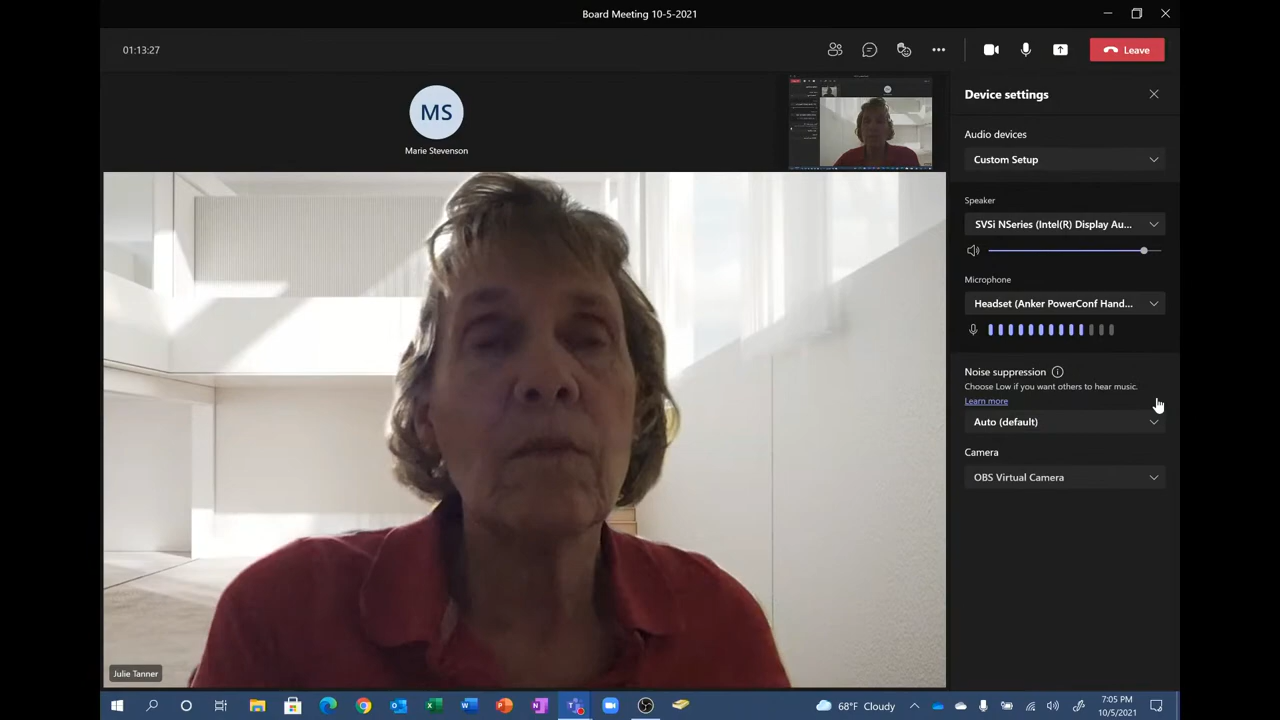 Board Meeting 10-5-2021
01:13:27
Leave
MS
Marie Stevenson
Julie Tanner
Device settings
Audio devices
Custom Setup
Speaker
SVSi NSeries (Intel(R) Display Au...
Microphone
Headset (Anker PowerConf Hand...
Noise suppression
Choose Low if you want others to hear music.
Learn more
Auto (default)
Camera
OBS Virtual Camera
68°F Cloudy
7:05 PM
10/5/2021